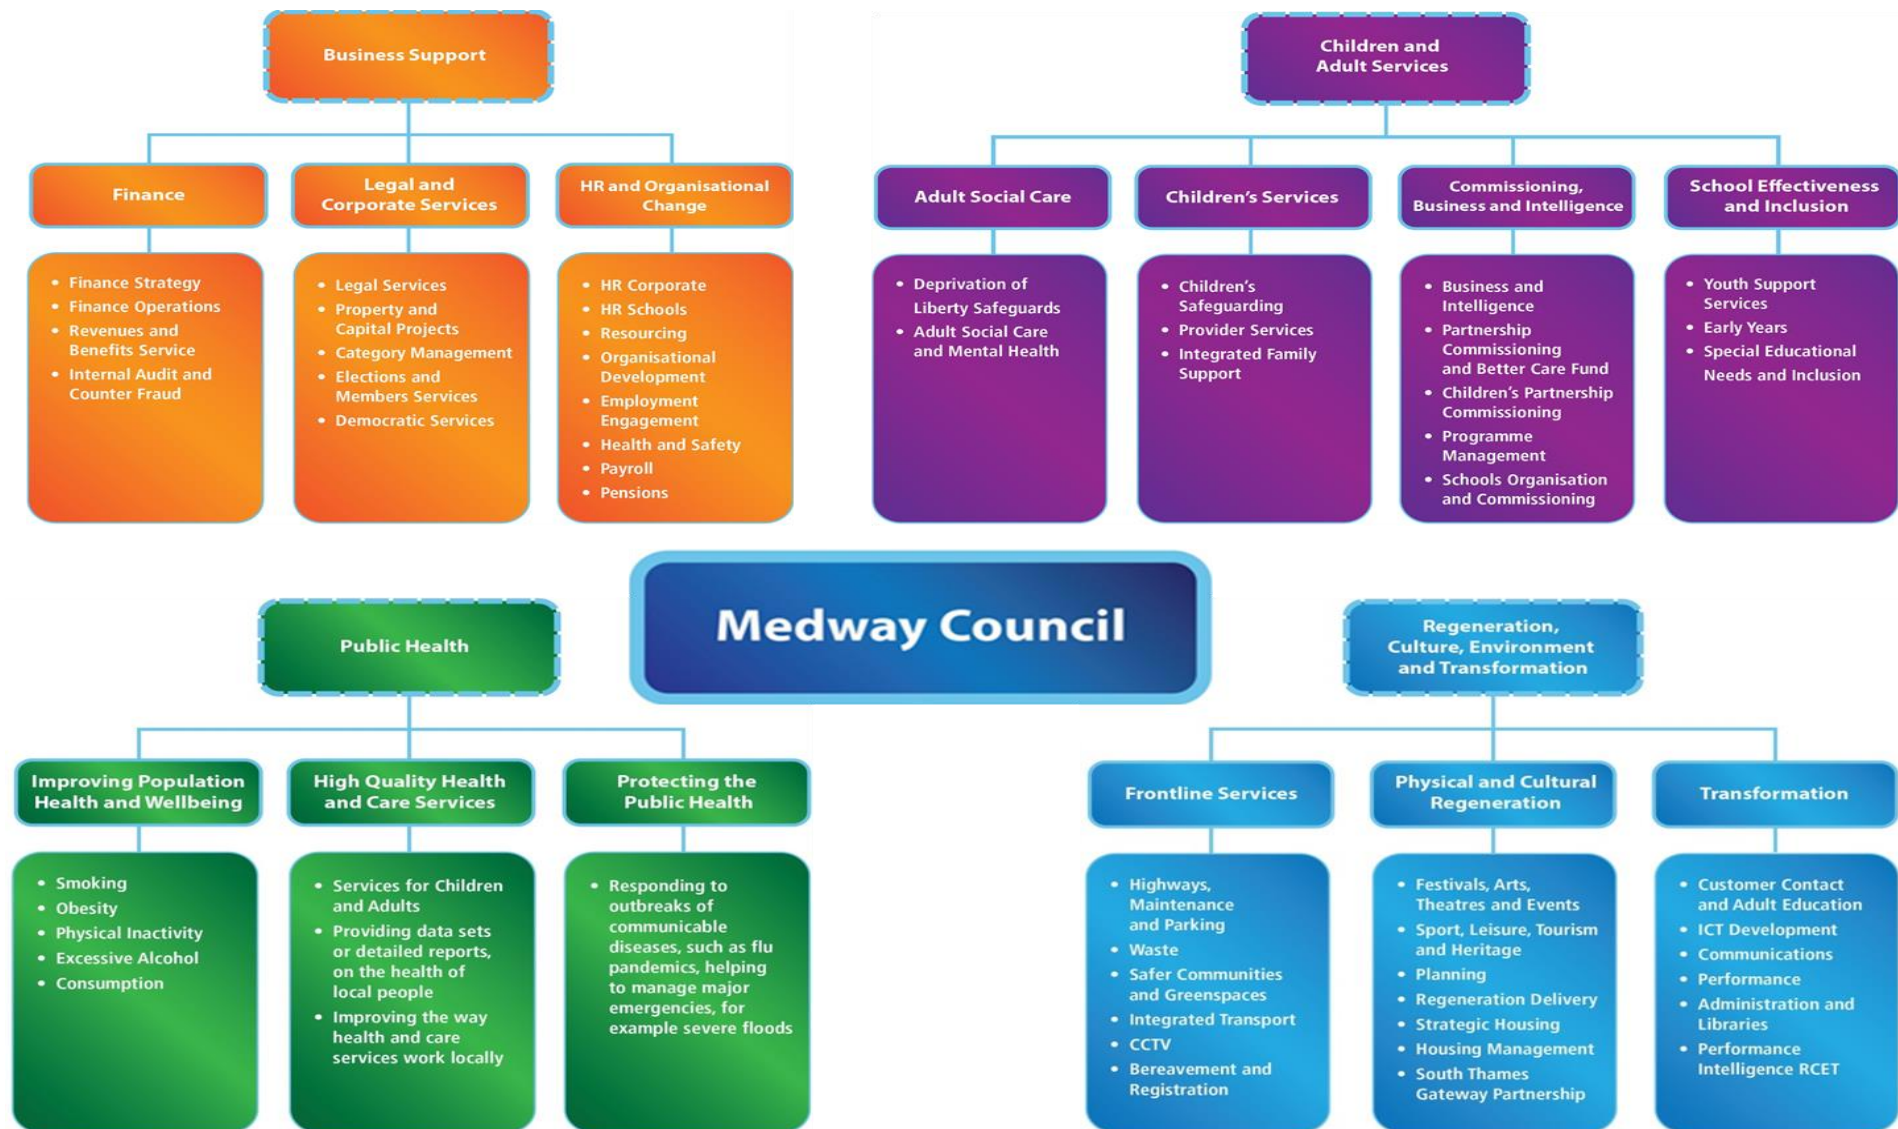 Business Support
Finance
• Finance Strategy
• Finance Operations
• Revenues and
Benefits Service
• Internal Audit and
Counter Fraud
Legal and
Corporate Services
• Legal Services
• Property and
Capital Projects
• Category Management
• Elections and
Members Services
• Democratic Services
HR and Organisational
Change
• HR Corporate
• HR Schools
• Resourcing
• Organisational
Development
• Employment
Engagement
• Health and Safety
• Payroll
• Pensions
Children and
Adult Services
Adult Social Care
• Deprivation of
Liberty Safeguards
• Adult Social Care
and Mental Health
Children’s Services
• Children’s
Safeguarding
• Provider Services
• Integrated Family
Support
Commissioning,
Business and Intelligence
• Business and
Intelligence
• Partnership
Commissioning
and Better Care Fund
• Children’s Partnership
Commissioning
• Programme
Management
• Schools Organisation
and Commissioning
School Effectiveness
and Inclusion
• Youth Support
Services
• Early Years
• Special Educational
Needs and Inclusion
Medway Council
Public Health
Improving Population
Health and Wellbeing
• Smoking
• Obesity
• Physical Inactivity
• Excessive Alcohol
• Consumption
High Quality Health
and Care Services
• Services for Children
and Adults
• Providing data sets
or detailed reports,
on the health of
local people
• Improving the way
health and care
services work locally
Protecting the
Public Health
• Responding to
outbreaks of
communicable
diseases, such as flu
pandemics, helping
to manage major
emergencies, for
example severe floods
Regeneration,
Culture, Environment
and Transformation
Frontline Services
• Highways,
Maintenance
and Parking
• Waste
• Safer Communities
and Greenspaces
• Integrated Transport
• CCTV
• Bereavement and
Registration
Physical and Cultural
Regeneration
• Festivals, Arts,
Theatres and Events
• Sport, Leisure, Tourism
and Heritage
• Planning
• Regeneration Delivery
• Strategic Housing
• Housing Management
• South Thames
Gateway Partnership
Transformation
• Customer Contact
and Adult Education
• ICT Development
• Communications
• Performance
• Administration and
Libraries
• Performance
Intelligence RCET